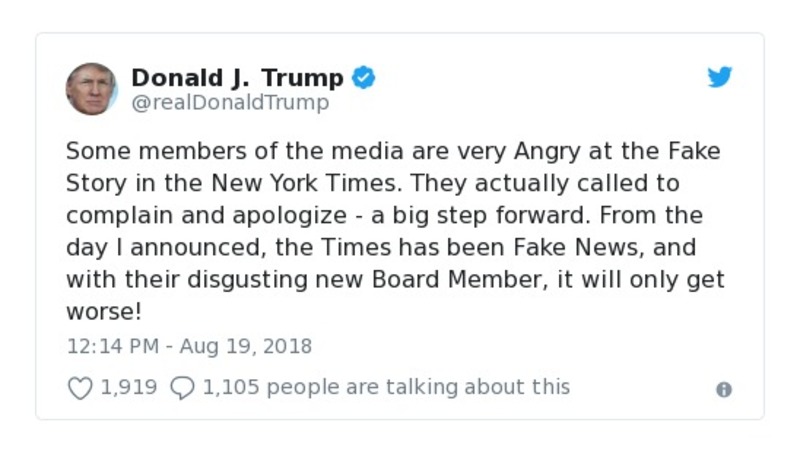 Donald J. Trump
@realDonaldTrump
Some members of the media are very Angry at the Fake
Story in the New York Times. They actually called to
complain and apologize - a big step forward. From the
day I announced, the Times has been Fake News, and
with their disgusting new Board Member, it will only get
worse!
12:14 PM - Aug 19, 2018
1,919 1,105 people are talking about this